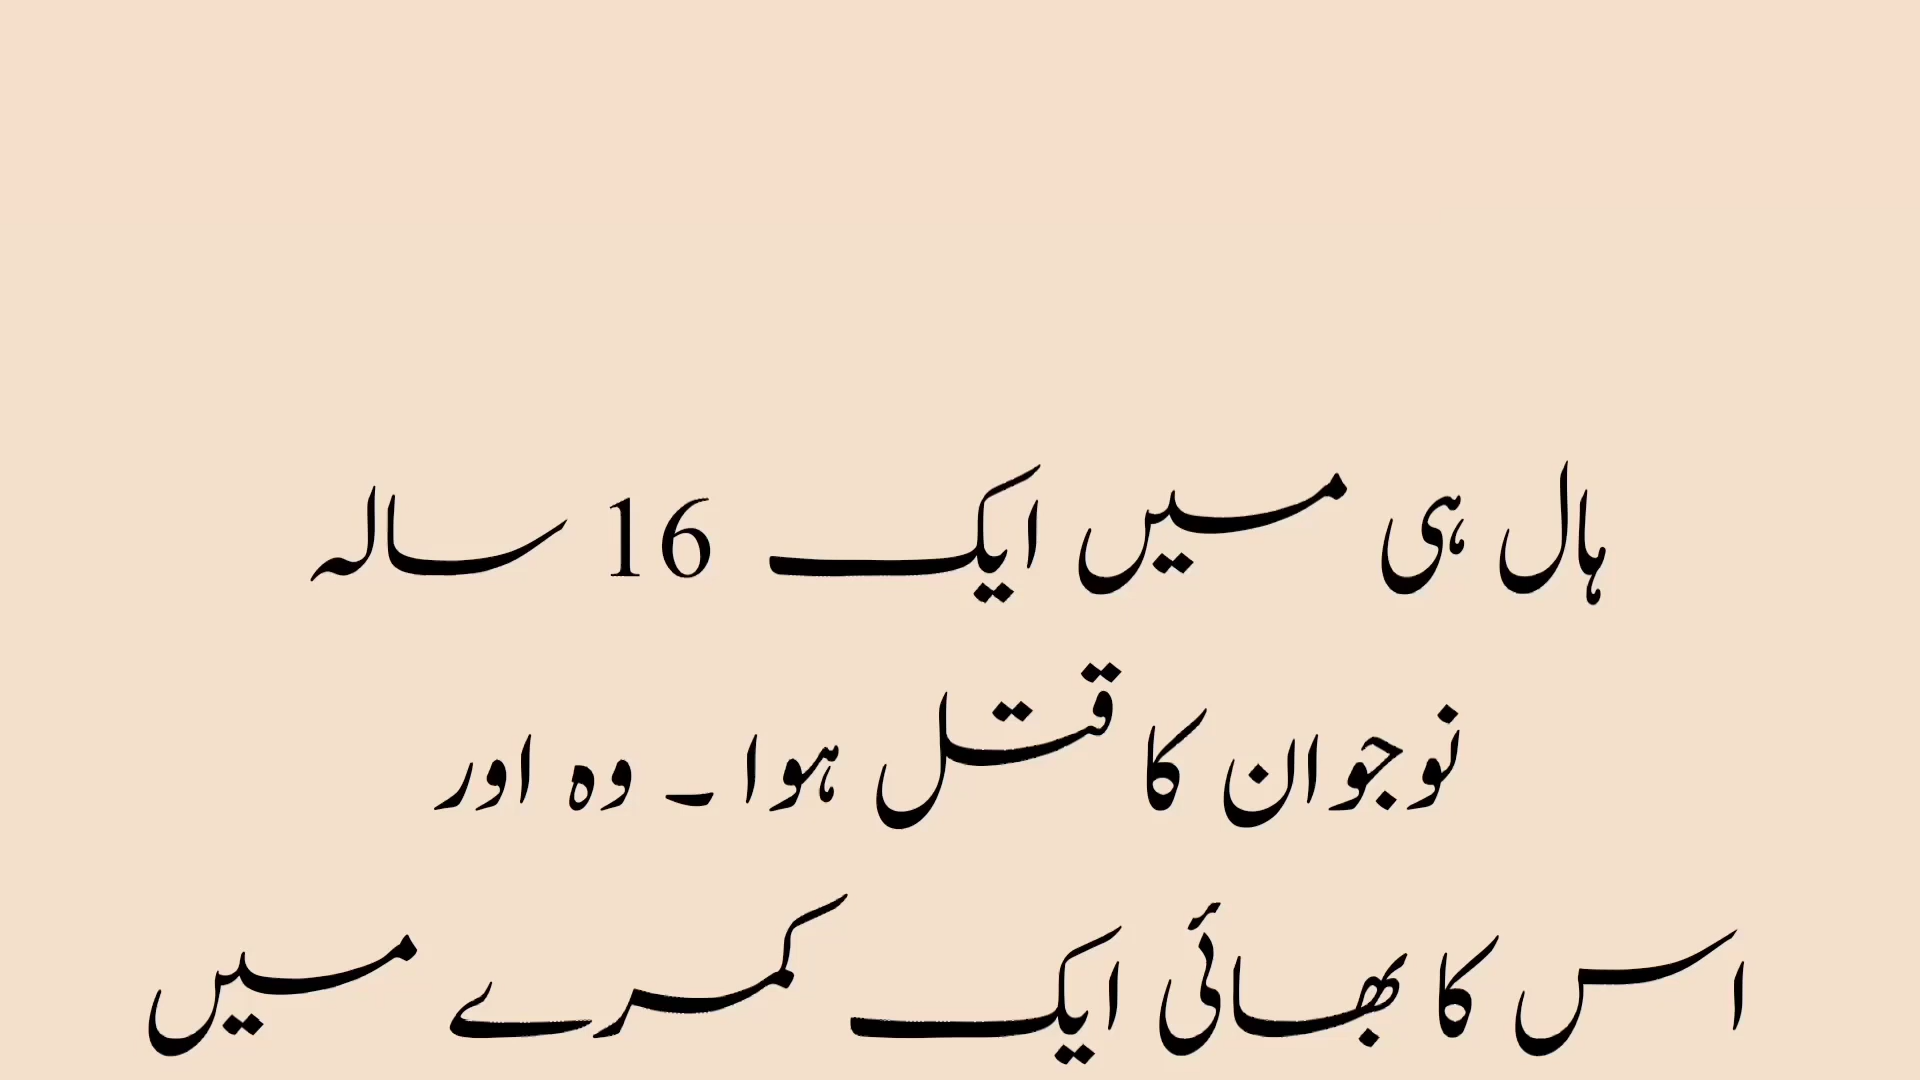 ہال ہی میں ایک 16 سالہ
نوجوان کا قتل ہوا ۔ وہ اور
اس کا بھائی ایک کمرے میں